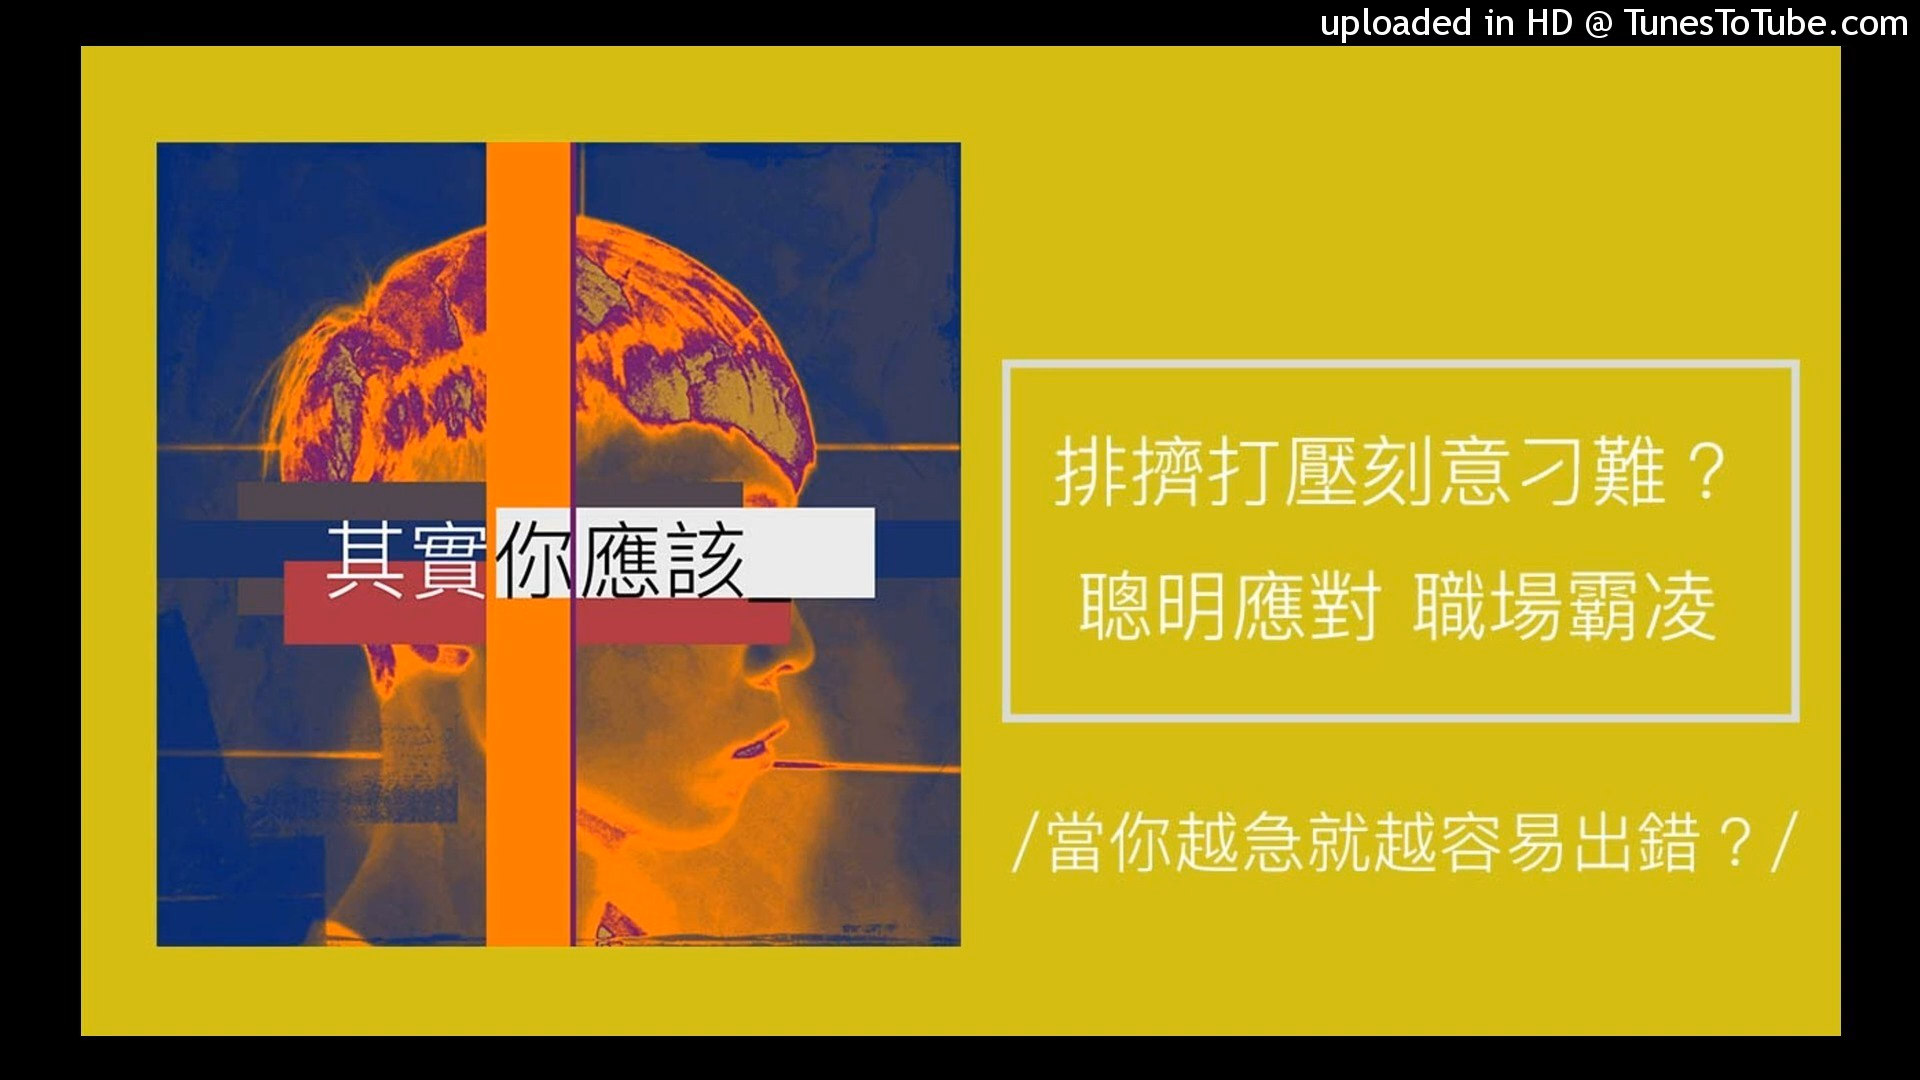 uploaded in HD @ TunesToTube.com
其實你應該_
排擠打壓刻意刁難？
聰明應對 職場霸凌
/當你越急就越容易出錯？/